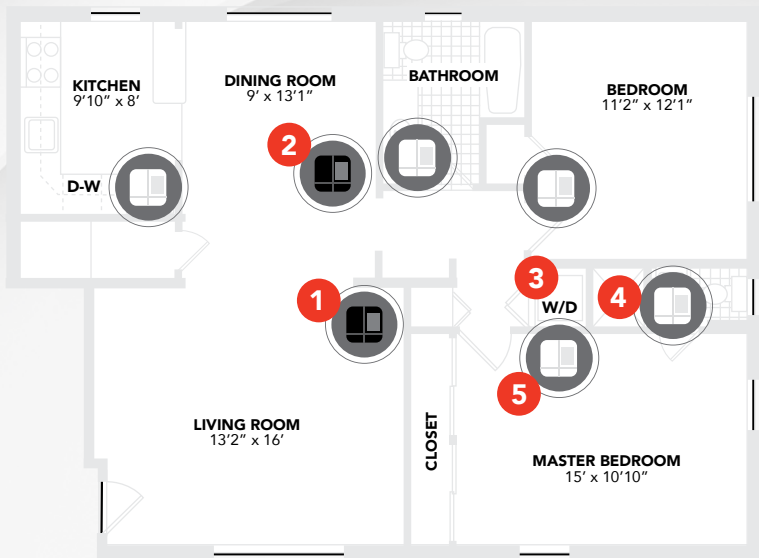 KITCHEN
9'10" x 8'
DINING ROOM
9' x 13'1"
BATHROOM
BEDROOM
11'2" x 12'1"
2
D-W
3
W/D
4
1
5
LIVING ROOM
13'2" x 16'
CLOSET
MASTER BEDROOM
15' x 10'10"